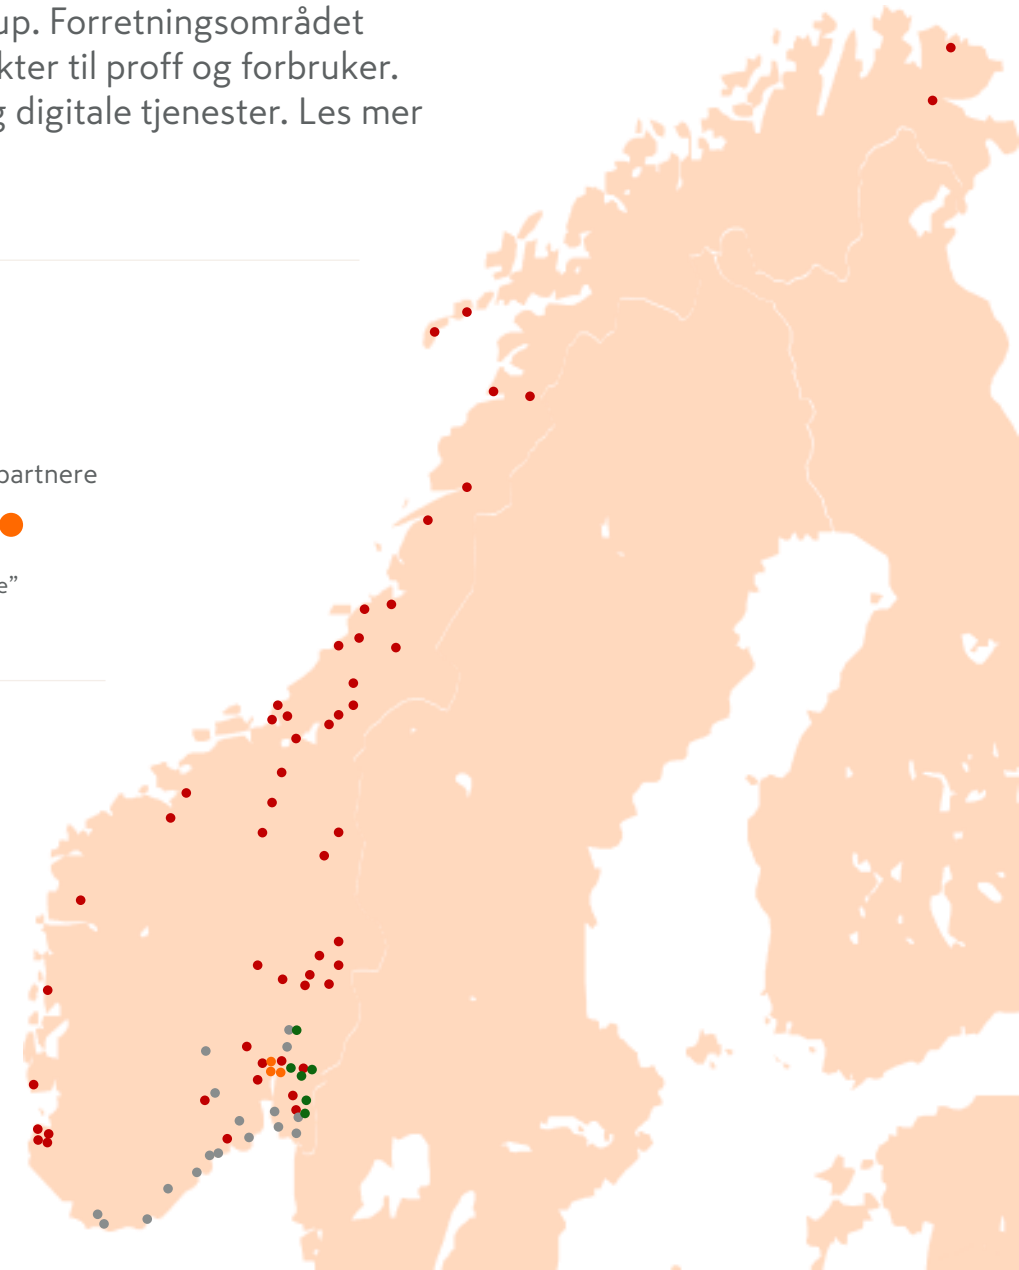 up. Forretningsområdet
kter til proff og forbruker.
g digitale tjenester. Les mer
partnere
e”